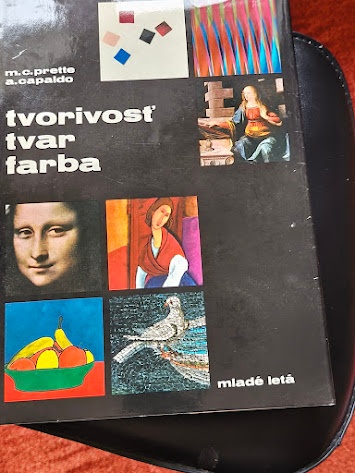 m.c.prette
a.capaldo
tvorivosť
tvar
farba
mladé letá